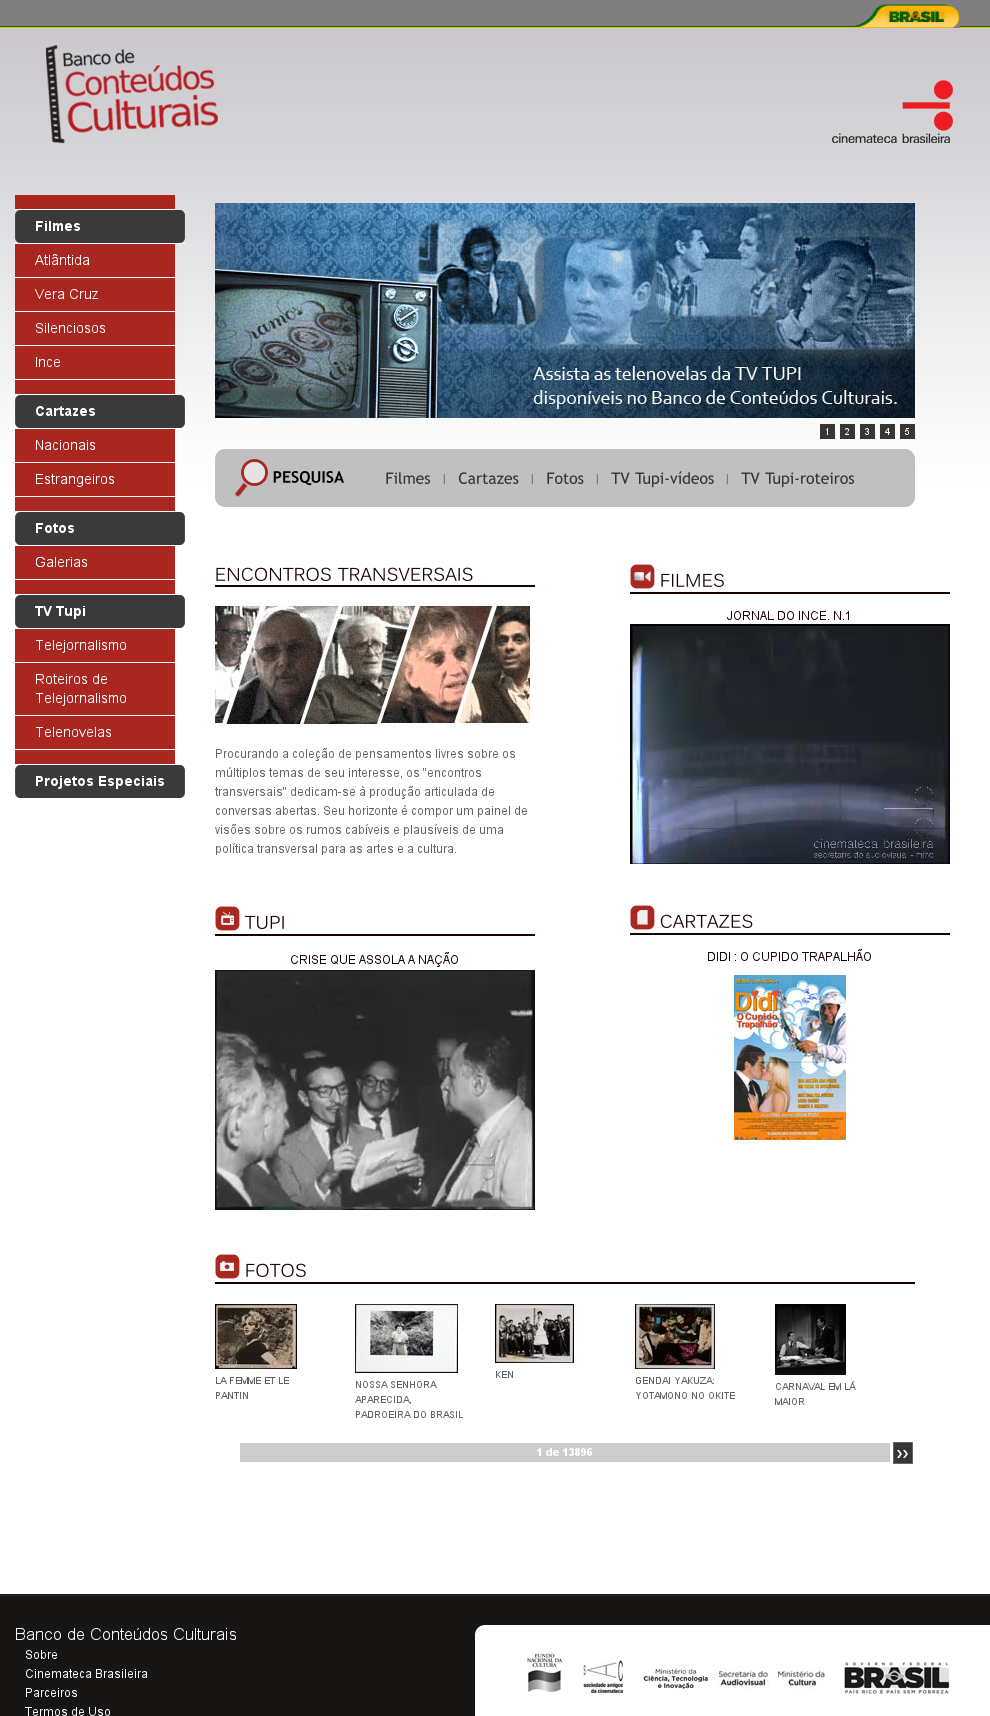 BRASIL
Banco de
Conteúdos
Culturais
cinemateca brasileira
Filmes
Atlântida
Vera Cruz
Silenciosos
Ince
Cartazes
Nacionais
Estrangeiros
Fotos
Galerias
TV Tupi
Telejornalismo
Roteiros de
Telejornalismo
Telenovelas
Projetos Especiais
Assista as telenovelas da TV TUPI
disponíveis no Banco de Conteúdos Culturais.
1 2 3 4 5
PESQUISA Filmes | Cartazes | Fotos | TV Tupi-vídeos | TV Tupi-roteiros
ENCONTROS TRANSVERSAIS
Procurando a coleção de pensamentos livres sobre os
múltiplos temas de seu interesse, os "encontros
transversais" dedicam-se à produção articulada de
conversas abertas. Seu horizonte é compor um painel de
visões sobre os rumos cabíveis e plausíveis de uma
política transversal para as artes e a cultura.
FILMES
JORNAL DO INCE. N.1
cinemateca brasileira
secretaria do audiovisual - minc
TUPI
CRISE QUE ASSOLA A NAÇÃO
CARTAZES
DIDI : O CUPIDO TRAPALHÃO
Didi
O Cupido
Trapalhão
FOTOS
LA FEMME ET LE
PANTIN
NOSSA SENHORA
APARECIDA,
PADROEIRA DO BRASIL
KEN
GENDAI YAKUZA:
YOTAMONO NO OKITE
CARNAVAL EM LÁ
MAIOR
1 de 13896
Banco de Conteúdos Culturais
Sobre
Cinemateca Brasileira
Parceiros
Termos de Uso
FUNDO
NACIONAL DA
CULTURA
sociedade amigos
da cinemateca
Ministério da
Ciência, Tecnologia
e Inovação
Secretaria do
Audiovisual
Ministério da
Cultura
GOVERNO FEDERAL
BRASIL
PAÍS RICO É PAÍS SEM POBREZA